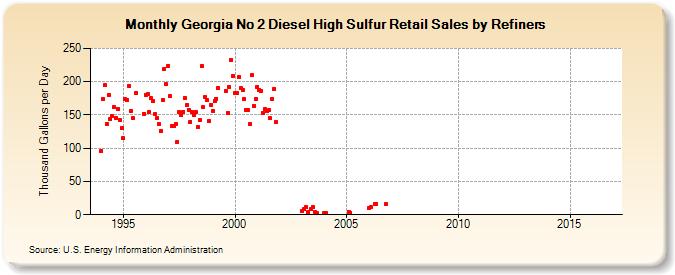 Monthly Georgia No 2 Diesel High Sulfur Retail Sales by Refiners
Thousand Gallons per Day
250
200
150
100
50
0
1995 2000 2005 2010 2015
Source: U.S. Energy Information Administration